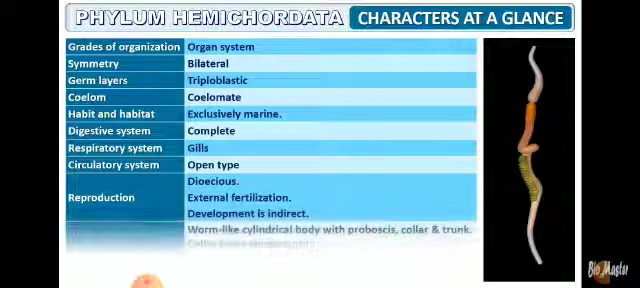 PHYLUM HEMICHORDATA CHARACTERS AT A GLANCE
Grades of organization Organ system
Symmetry Bilateral
Germ layers Triploblastic
Coelom Coelomate
Habit and habitat Exclusively marine.
Digestive system Complete
Respiratory system Gills
Circulatory system Open type
Reproduction Dioecious.
External fertilization.
Development is indirect.
Worm-like cylindrical body with proboscis, collar & trunk.
Bio Master